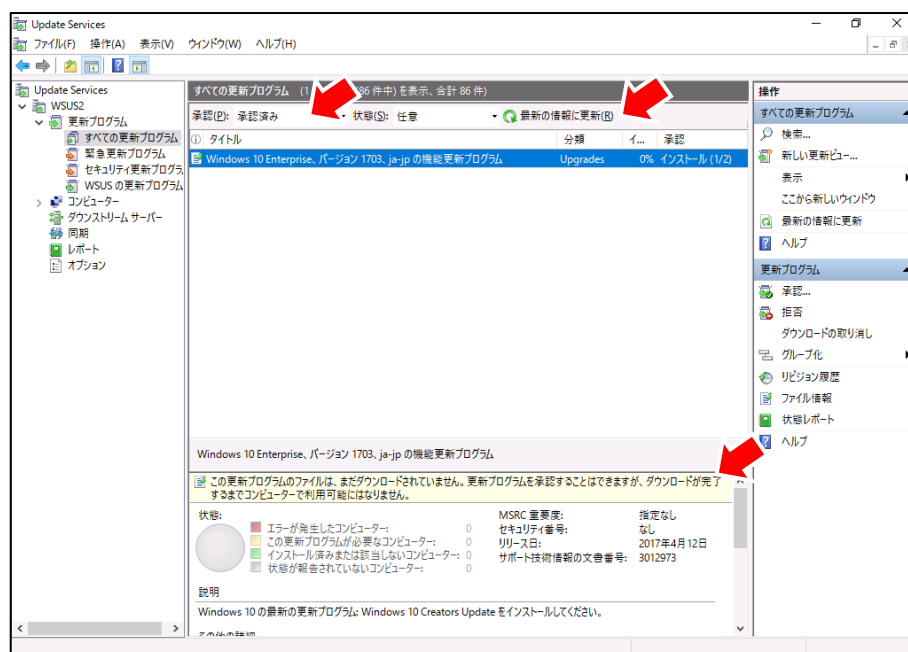 Update Services
ファイル(F) 操作(A) 表示(V) ウィンドウ(W) ヘルプ(H)
Update Services
WSUS2
更新プログラム
すべての更新プログラム
緊急更新プログラム
セキュリティ更新プログラ
WSUS の更新プログラム
コンピューター
ダウンストリーム サーバー
同期
レポート
オプション
すべての更新プログラム (1 86 件中) を表示、合計 86 件)
承認(P): 承認済み 状態(S): 任意 最新の情報に更新(R)
タイトル 分類 イ... 承認
Windows 10 Enterprise、バージョン 1703、ja-jp の機能更新プログラム Upgrades 0% インストール (1/2)
Windows 10 Enterprise、バージョン 1703、ja-jp の機能更新プログラム
この更新プログラムのファイルは、まだダウンロードされていません。更新プログラムを承認することはできますが、ダウンロードが完了
するまでコンピューターで利用可能にはなりません。
状態:
エラーが発生したコンピューター: 0
この更新プログラムが必要なコンピューター: 0
インストール済みまたは該当しないコンピューター: 0
状態が報告されていないコンピューター: 0
MSRC 重要度: 指定なし
セキュリティ番号: なし
リリース日: 2017年4月12日
サポート技術情報の文書番号: 3012973
説明
Windows 10 の最新の更新プログラム: Windows 10 Creators Update をインストールしてください。
操作
すべての更新プログラム
検索...
新しい更新ビュー...
表示
ここから新しいウィンドウ
最新の情報に更新
ヘルプ
更新プログラム
承認...
拒否
ダウンロードの取り消し
グループ化
リビジョン履歴
ファイル情報
状態レポート
ヘルプ